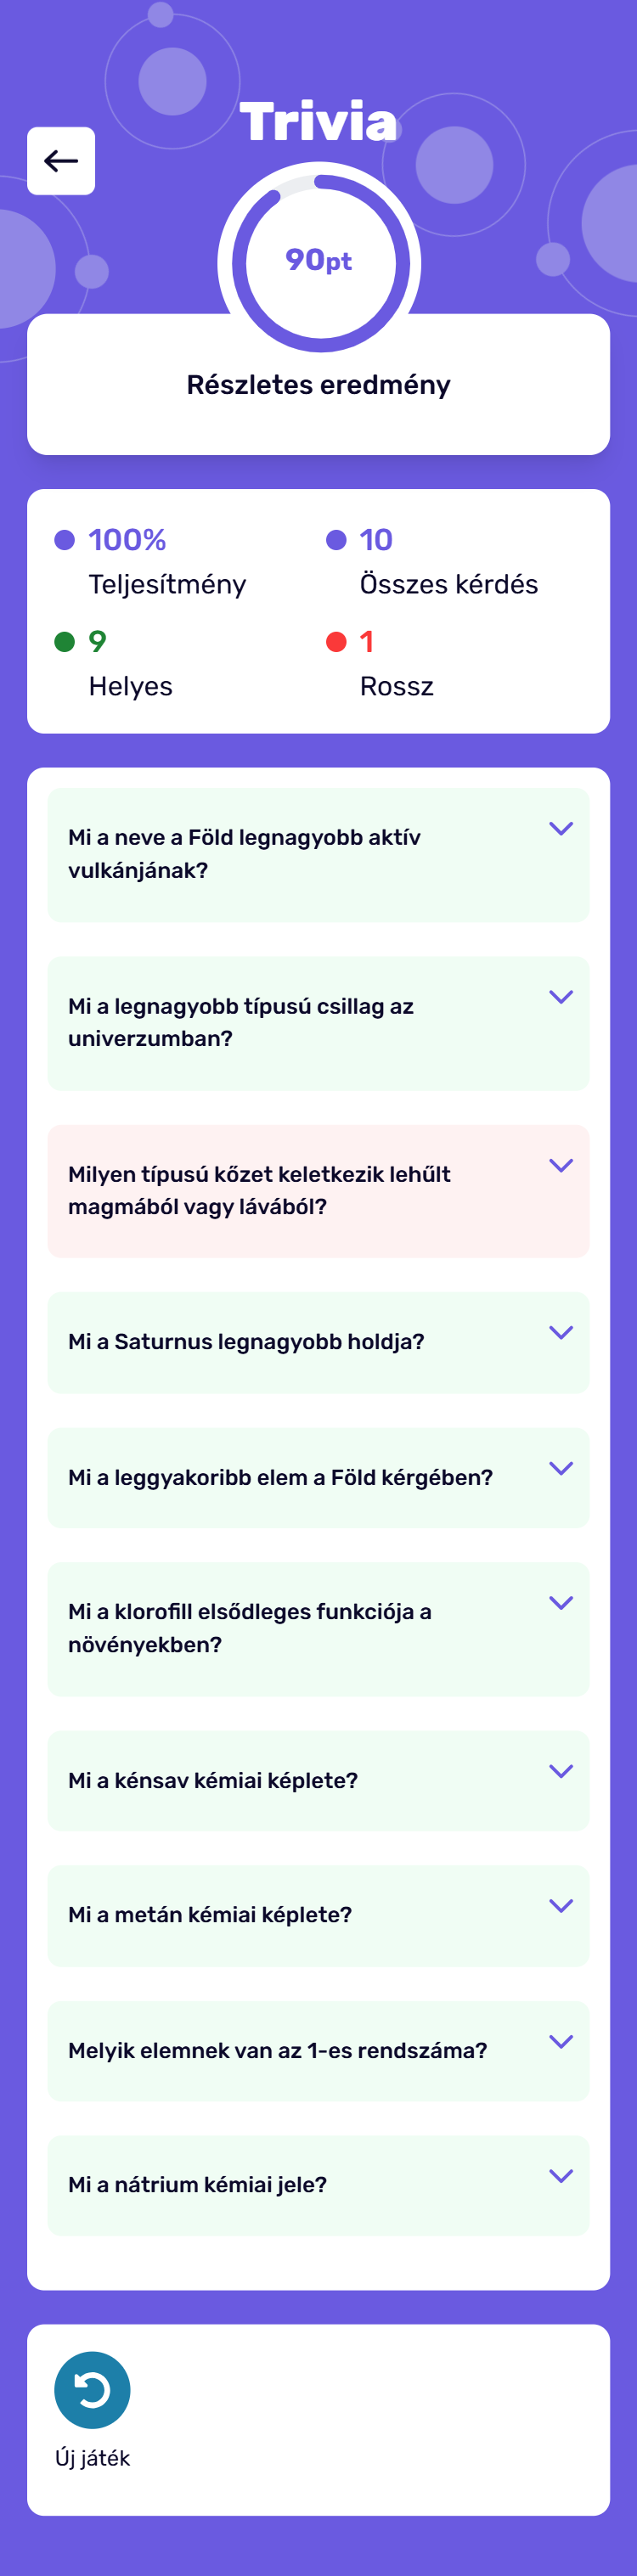 Trivia
90pt
Részletes eredmény
100%
Teljesítmény
10
Összes kérdés
9
Helyes
1
Rossz
Mi a neve a Föld legnagyobb aktív
vulkánjának?
Mi a legnagyobb típusú csillag az
univerzumban?
Milyen típusú kőzet keletkezik lehűlt
magmából vagy lávából?
Mi a Saturnus legnagyobb holdja?
Mi a leggyakoribb elem a Föld kérgében?
Mi a klorofill elsődleges funkciója a
növényekben?
Mi a kénsav kémiai képlete?
Mi a metán kémiai képlete?
Melyik elemnek van az 1-es rendszáma?
Mi a nátrium kémiai jele?
Új játék